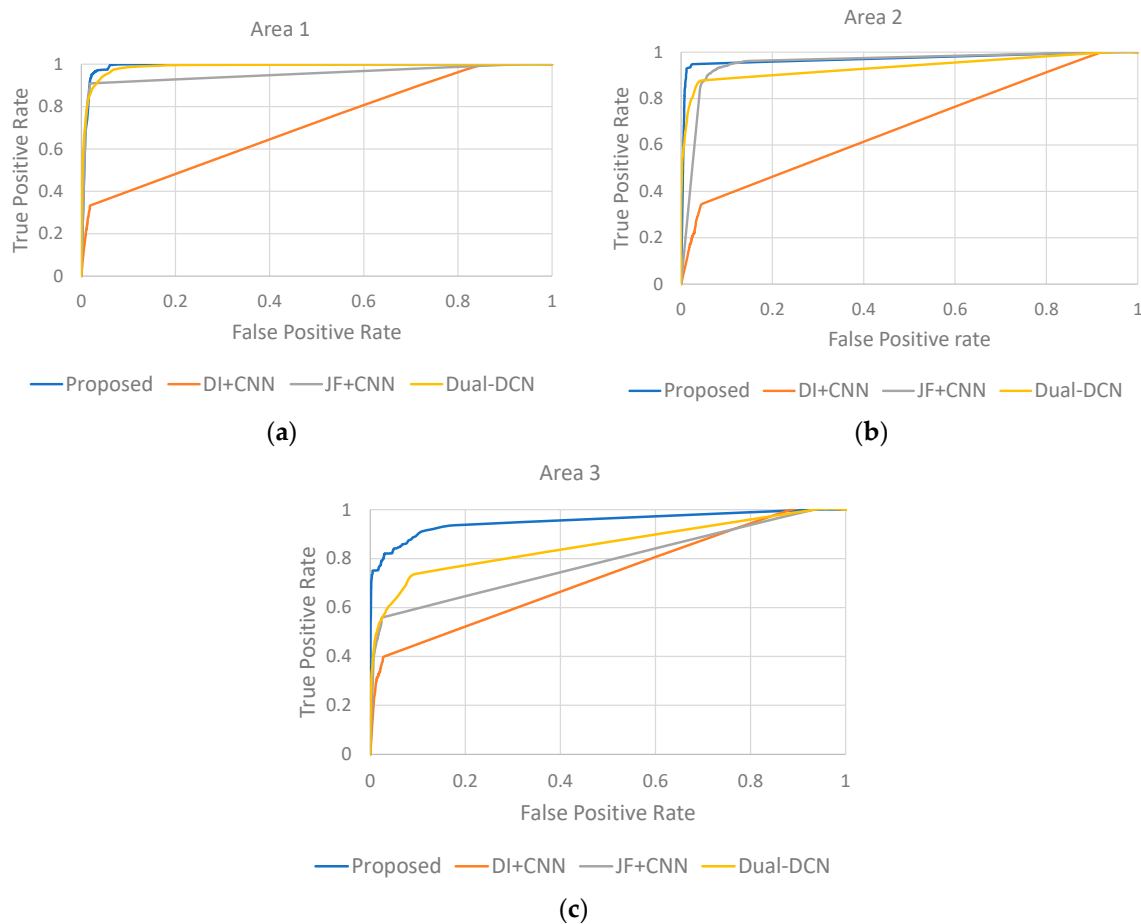 Area 1
True Positive Rate
1
0.8
0.6
0.4
0.2
0
0 0.2 0.4 0.6 0.8 1
False Positive Rate
Proposed DI+CNN JF+CNN Dual-DCN
(a)
Area 2
True Positive Rate
1
0.8
0.6
0.4
0.2
0
0 0.2 0.4 0.6 0.8 1
False Positive rate
Proposed DI+CNN JF+CNN Dual-DCN
(b)
Area 3
True Positive Rate
1
0.8
0.6
0.4
0.2
0
0 0.2 0.4 0.6 0.8 1
False Positive Rate
Proposed DI+CNN JF+CNN Dual-DCN
(c)